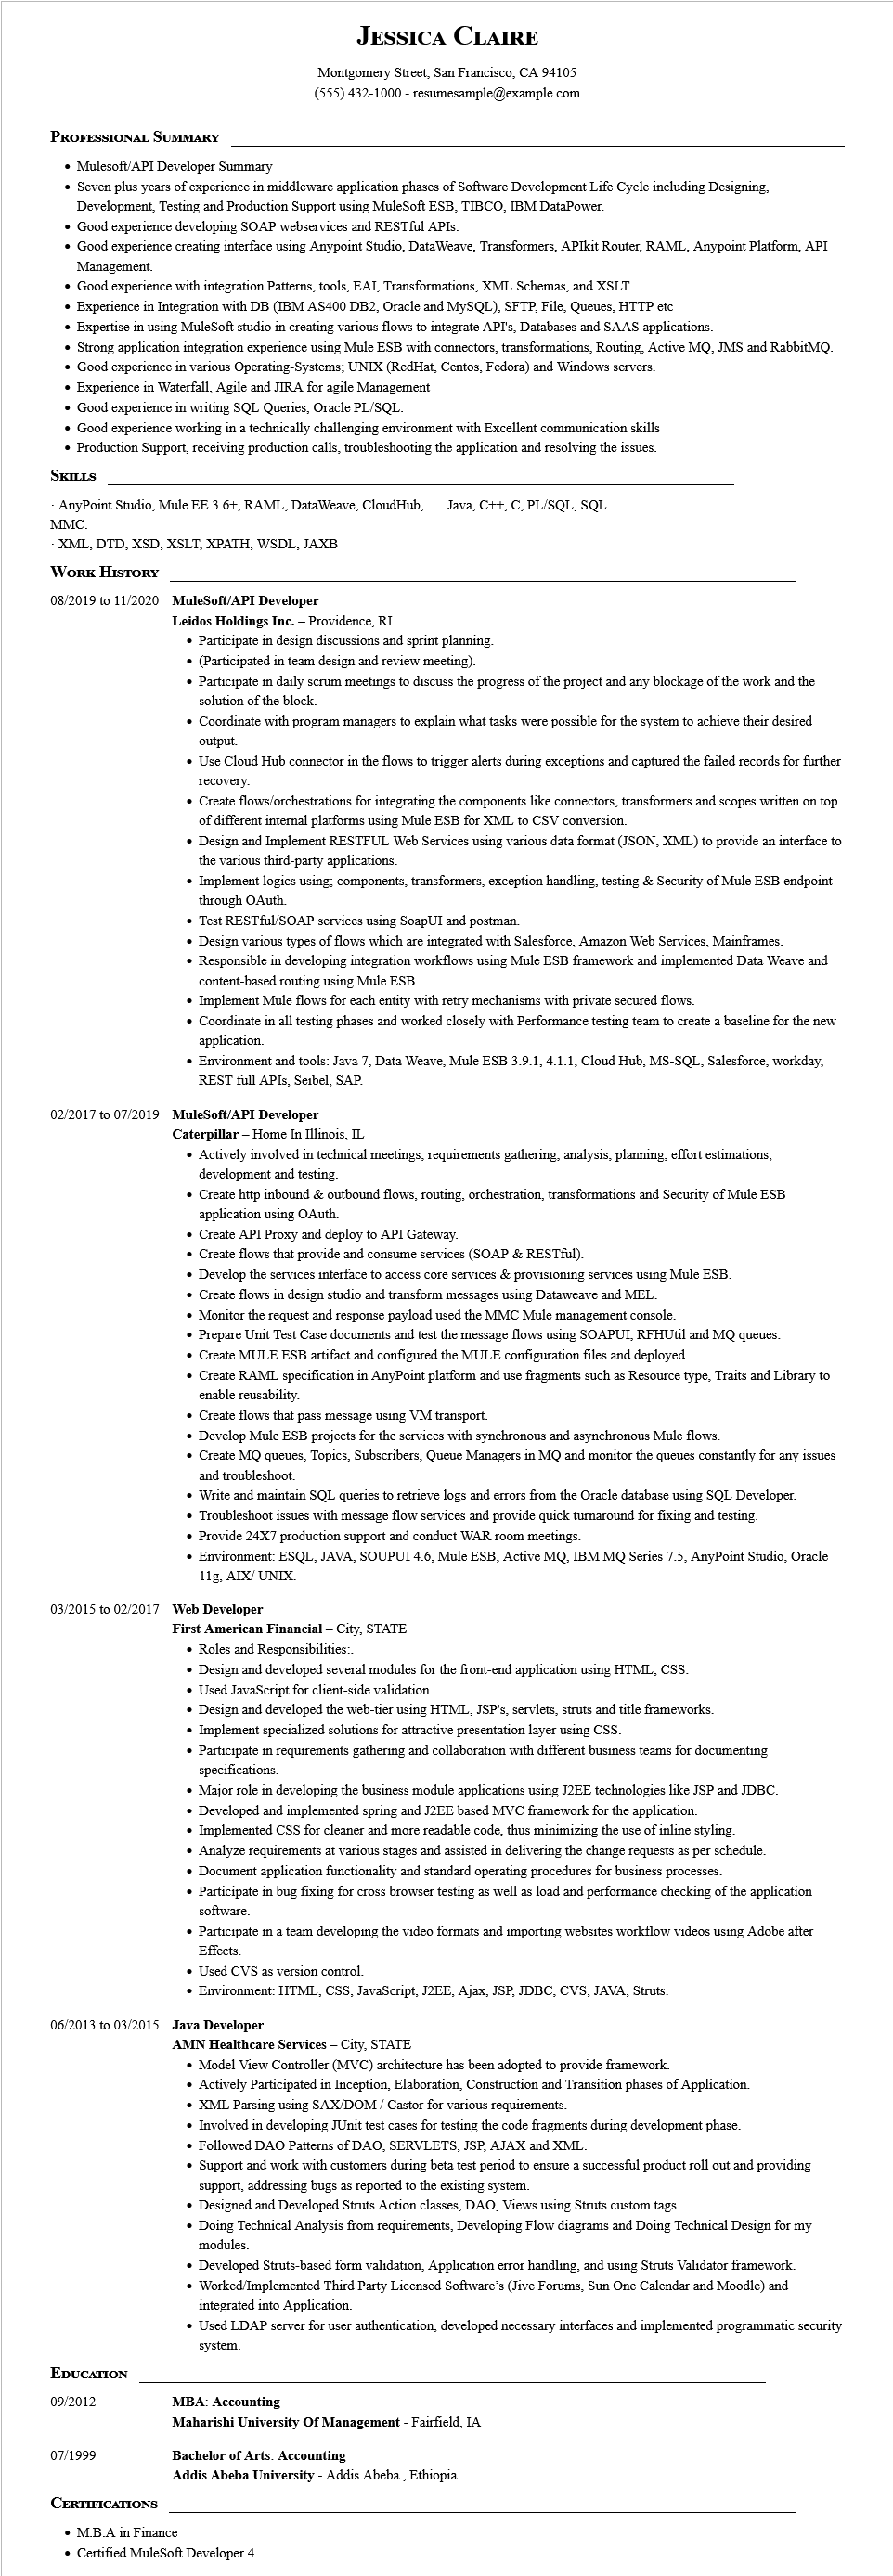 Jessica Claire
Montgomery Street, San Francisco, CA 94105
(555) 432-1000 - resumesample@example.com
Professional Summary
• Mulesoft/API Developer Summary
• Seven plus years of experience in middleware application phases of Software Development Life Cycle including Designing,
Development, Testing and Production Support using MuleSoft ESB, TIBCO, IBM DataPower.
• Good experience developing SOAP webservices and RESTful APIs.
• Good experience creating interface using Anypoint Studio, DataWeave, Transformers, APIkit Router, RAML, Anypoint Platform, API
Management.
• Good experience with integration Patterns, tools, EAI, Transformations, XML Schemas, and XSLT
• Experience in Integration with DB (IBM AS400 DB2, Oracle and MySQL), SFTP, File, Queues, HTTP etc
• Expertise in using MuleSoft studio in creating various flows to integrate API's, Databases and SAAS applications.
• Strong application integration experience using Mule ESB with connectors, transformations, Routing, Active MQ, JMS and RabbitMQ.
• Good experience in various Operating-Systems; UNIX (RedHat, Centos, Fedora) and Windows servers.
• Experience in Waterfall, Agile and JIRA for agile Management
• Good experience in writing SQL Queries, Oracle PL/SQL.
• Good experience working in a technically challenging environment with Excellent communication skills
• Production Support, receiving production calls, troubleshooting the application and resolving the issues.
Skills
· AnyPoint Studio, Mule EE 3.6+, RAML, DataWeave, CloudHub,
MMC.
· XML, DTD, XSD, XSLT, XPATH, WSDL, JAXB
Java, C++, C, PL/SQL, SQL.
Work History
08/2019 to 11/2020 MuleSoft/API Developer
Leidos Holdings Inc. – Providence, RI
• Participate in design discussions and sprint planning.
• (Participated in team design and review meeting).
• Participate in daily scrum meetings to discuss the progress of the project and any blockage of the work and the
solution of the block.
• Coordinate with program managers to explain what tasks were possible for the system to achieve their desired
output.
• Use Cloud Hub connector in the flows to trigger alerts during exceptions and captured the failed records for further
recovery.
• Create flows/orchestrations for integrating the components like connectors, transformers and scopes written on top
of different internal platforms using Mule ESB for XML to CSV conversion.
• Design and Implement RESTFUL Web Services using various data format (JSON, XML) to provide an interface to
the various third-party applications.
• Implement logics using; components, transformers, exception handling, testing & Security of Mule ESB endpoint
through OAuth.
• Test RESTful/SOAP services using SoapUI and postman.
• Design various types of flows which are integrated with Salesforce, Amazon Web Services, Mainframes.
• Responsible in developing integration workflows using Mule ESB framework and implemented Data Weave and
content-based routing using Mule ESB.
• Implement Mule flows for each entity with retry mechanisms with private secured flows.
• Coordinate in all testing phases and worked closely with Performance testing team to create a baseline for the new
application.
• Environment and tools: Java 7, Data Weave, Mule ESB 3.9.1, 4.1.1, Cloud Hub, MS-SQL, Salesforce, workday,
REST full APIs, Seibel, SAP.
02/2017 to 07/2019 MuleSoft/API Developer
Caterpillar – Home In Illinois, IL
• Actively involved in technical meetings, requirements gathering, analysis, planning, effort estimations,
development and testing.
• Create http inbound & outbound flows, routing, orchestration, transformations and Security of Mule ESB
application using OAuth.
• Create API Proxy and deploy to API Gateway.
• Create flows that provide and consume services (SOAP & RESTful).
• Develop the services interface to access core services & provisioning services using Mule ESB.
• Create flows in design studio and transform messages using Dataweave and MEL.
• Monitor the request and response payload used the MMC Mule management console.
• Prepare Unit Test Case documents and test the message flows using SOAPUI, RFHUtil and MQ queues.
• Create MULE ESB artifact and configured the MULE configuration files and deployed.
• Create RAML specification in AnyPoint platform and use fragments such as Resource type, Traits and Library to
enable reusability.
• Create flows that pass message using VM transport.
• Develop Mule ESB projects for the services with synchronous and asynchronous Mule flows.
• Create MQ queues, Topics, Subscribers, Queue Managers in MQ and monitor the queues constantly for any issues
and troubleshoot.
• Write and maintain SQL queries to retrieve logs and errors from the Oracle database using SQL Developer.
• Troubleshoot issues with message flow services and provide quick turnaround for fixing and testing.
• Provide 24X7 production support and conduct WAR room meetings.
• Environment: ESQL, JAVA, SOUPUI 4.6, Mule ESB, Active MQ, IBM MQ Series 7.5, AnyPoint Studio, Oracle
11g, AIX/ UNIX.
03/2015 to 02/2017 Web Developer
First American Financial – City, STATE
• Roles and Responsibilities:.
• Design and developed several modules for the front-end application using HTML, CSS.
• Used JavaScript for client-side validation.
• Design and developed the web-tier using HTML, JSP's, servlets, struts and title frameworks.
• Implement specialized solutions for attractive presentation layer using CSS.
• Participate in requirements gathering and collaboration with different business teams for documenting
specifications.
• Major role in developing the business module applications using J2EE technologies like JSP and JDBC.
• Developed and implemented spring and J2EE based MVC framework for the application.
• Implemented CSS for cleaner and more readable code, thus minimizing the use of inline styling.
• Analyze requirements at various stages and assisted in delivering the change requests as per schedule.
• Document application functionality and standard operating procedures for business processes.
• Participate in bug fixing for cross browser testing as well as load and performance checking of the application
software.
• Participate in a team developing the video formats and importing websites workflow videos using Adobe after
Effects.
• Used CVS as version control.
• Environment: HTML, CSS, JavaScript, J2EE, Ajax, JSP, JDBC, CVS, JAVA, Struts.
06/2013 to 03/2015 Java Developer
AMN Healthcare Services – City, STATE
• Model View Controller (MVC) architecture has been adopted to provide framework.
• Actively Participated in Inception, Elaboration, Construction and Transition phases of Application.
• XML Parsing using SAX/DOM / Castor for various requirements.
• Involved in developing JUnit test cases for testing the code fragments during development phase.
• Followed DAO Patterns of DAO, SERVLETS, JSP, AJAX and XML.
• Support and work with customers during beta test period to ensure a successful product roll out and providing
support, addressing bugs as reported to the existing system.
• Designed and Developed Struts Action classes, DAO, Views using Struts custom tags.
• Doing Technical Analysis from requirements, Developing Flow diagrams and Doing Technical Design for my
modules.
• Developed Struts-based form validation, Application error handling, and using Struts Validator framework.
• Worked/Implemented Third Party Licensed Software’s (Jive Forums, Sun One Calendar and Moodle) and
integrated into Application.
• Used LDAP server for user authentication, developed necessary interfaces and implemented programmatic security
system.
Education
09/2012 MBA: Accounting
Maharishi University Of Management - Fairfield, IA
07/1999 Bachelor of Arts: Accounting
Addis Abeba University - Addis Abeba , Ethiopia
Certifications
• M.B.A in Finance
• Certified MuleSoft Developer 4